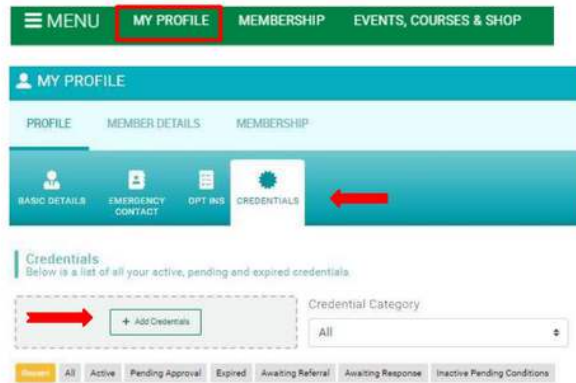 MENU MY PROFILE MEMBERSHIP EVENTS, COURSES & SHOP
MY PROFILE
PROFILE MEMBER DETAILS MEMBERSHIP
BASIC DETAILS EMERGENCY CONTACT OPT INS CREDENTIALS
Credentials
Below is a list of all your active, pending and expired credentials.
Credential Category
+ Add Credentials
All
All Active Pending Approval Expired Awaiting Referral Awaiting Response Inactive Pending Conditions